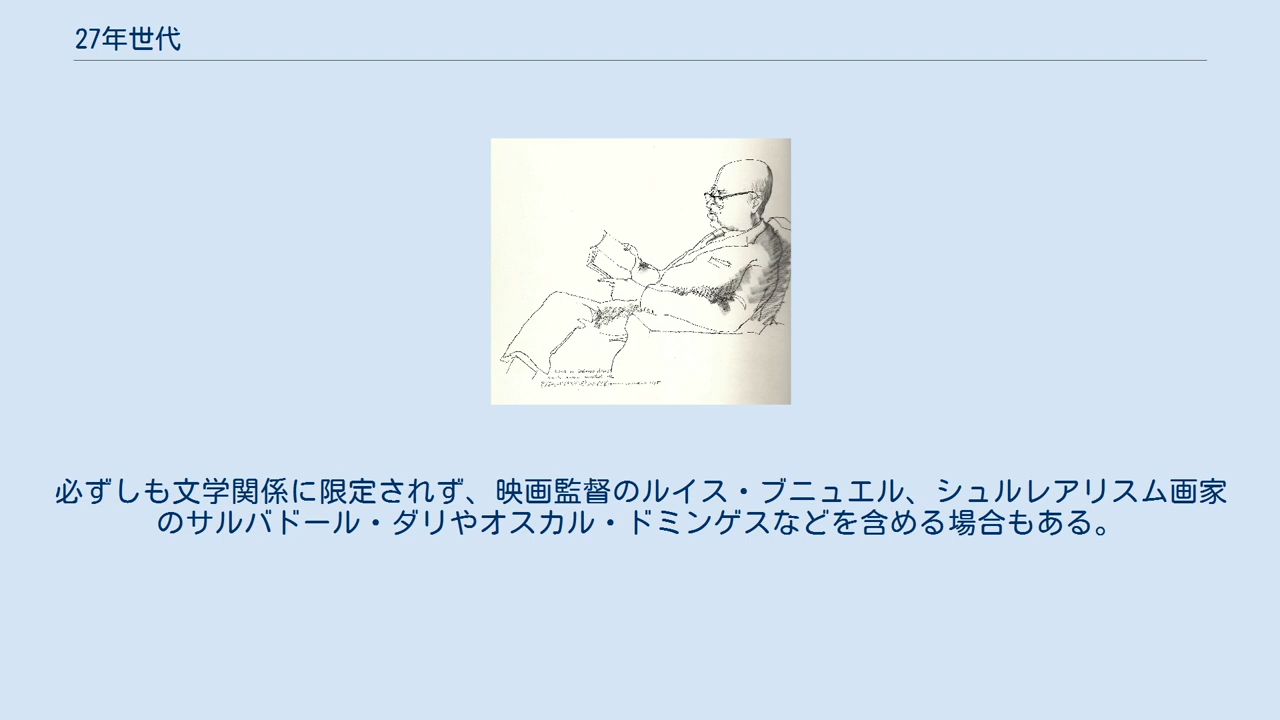 27年世代
必ずしも文学関係に限定されず、映画監督のルイス・ブニュエル、シュルレアリスム画家
のサルバドール・ダリやオスカル・ドミンゲスなどを含める場合もある。